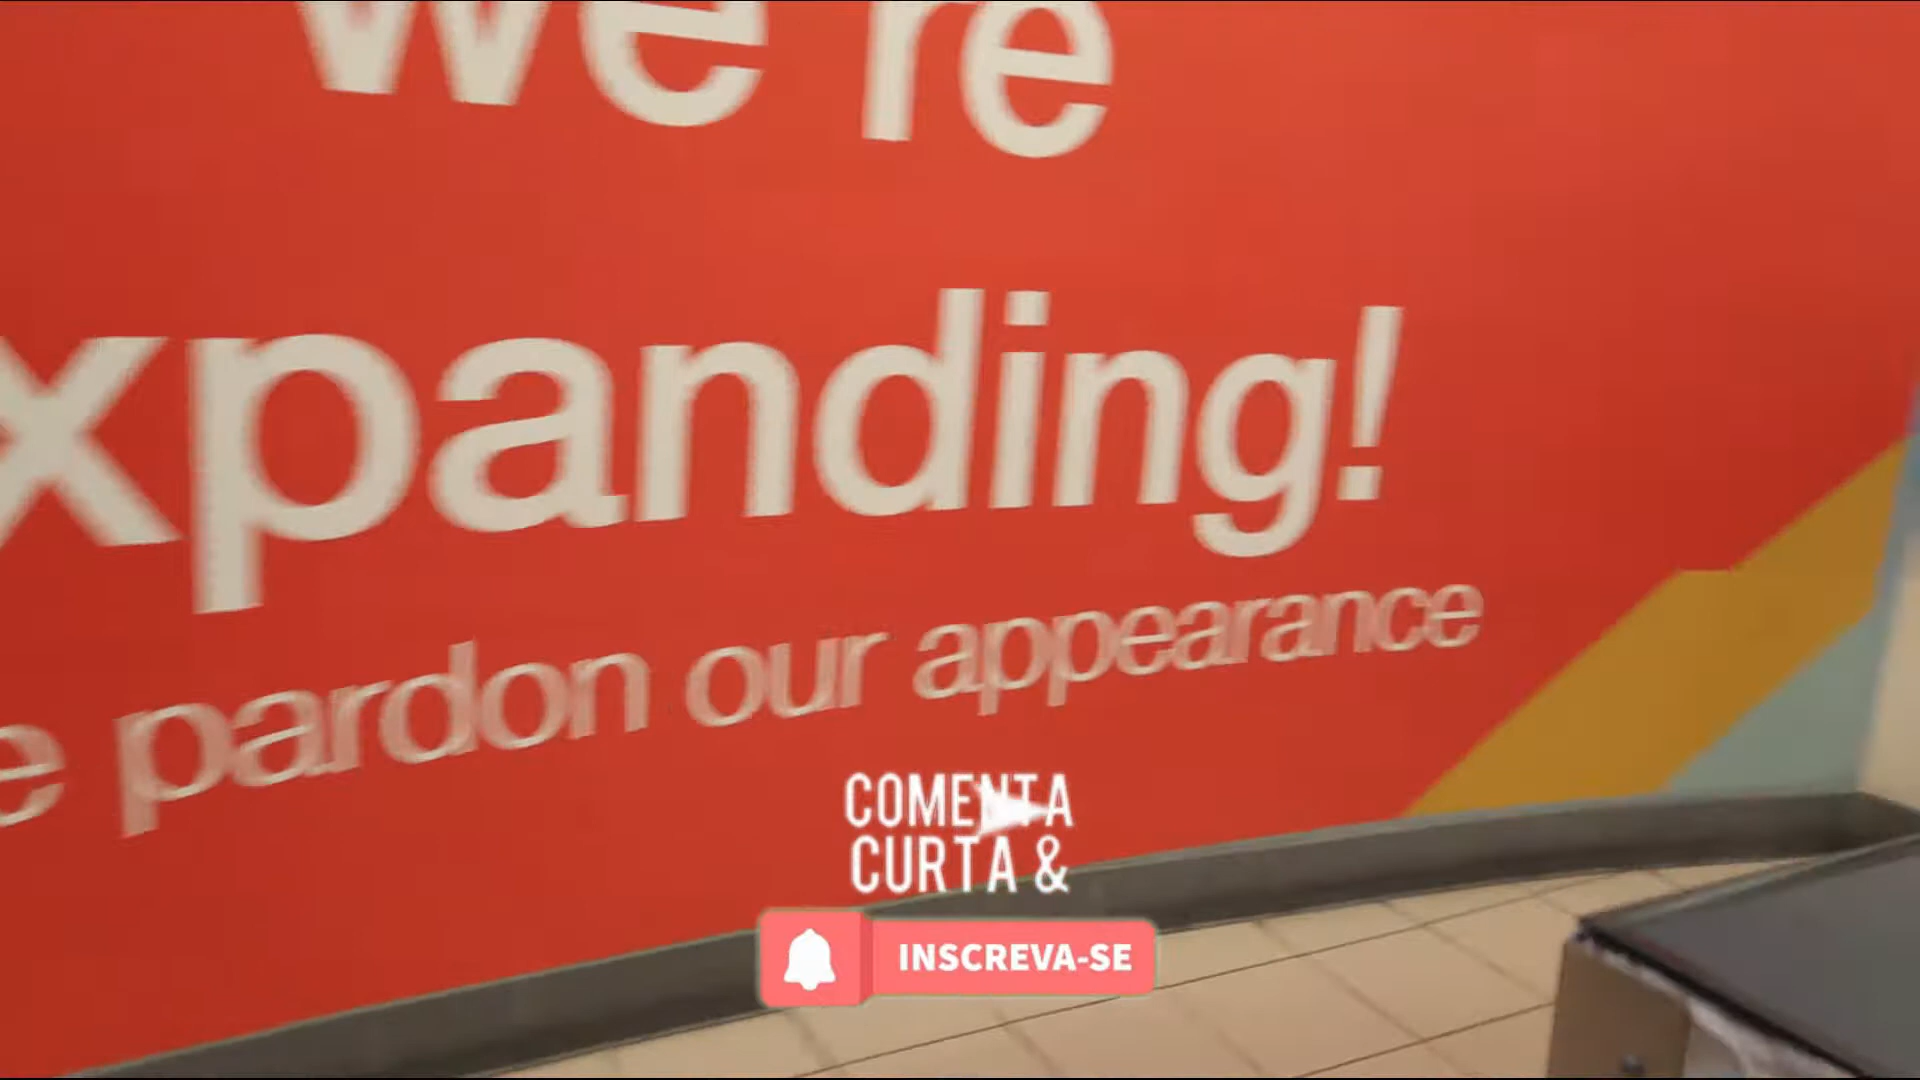 we're
xpanding!
e pardon our appearance
COMENTA
CURTA &
INSCREVA-SE